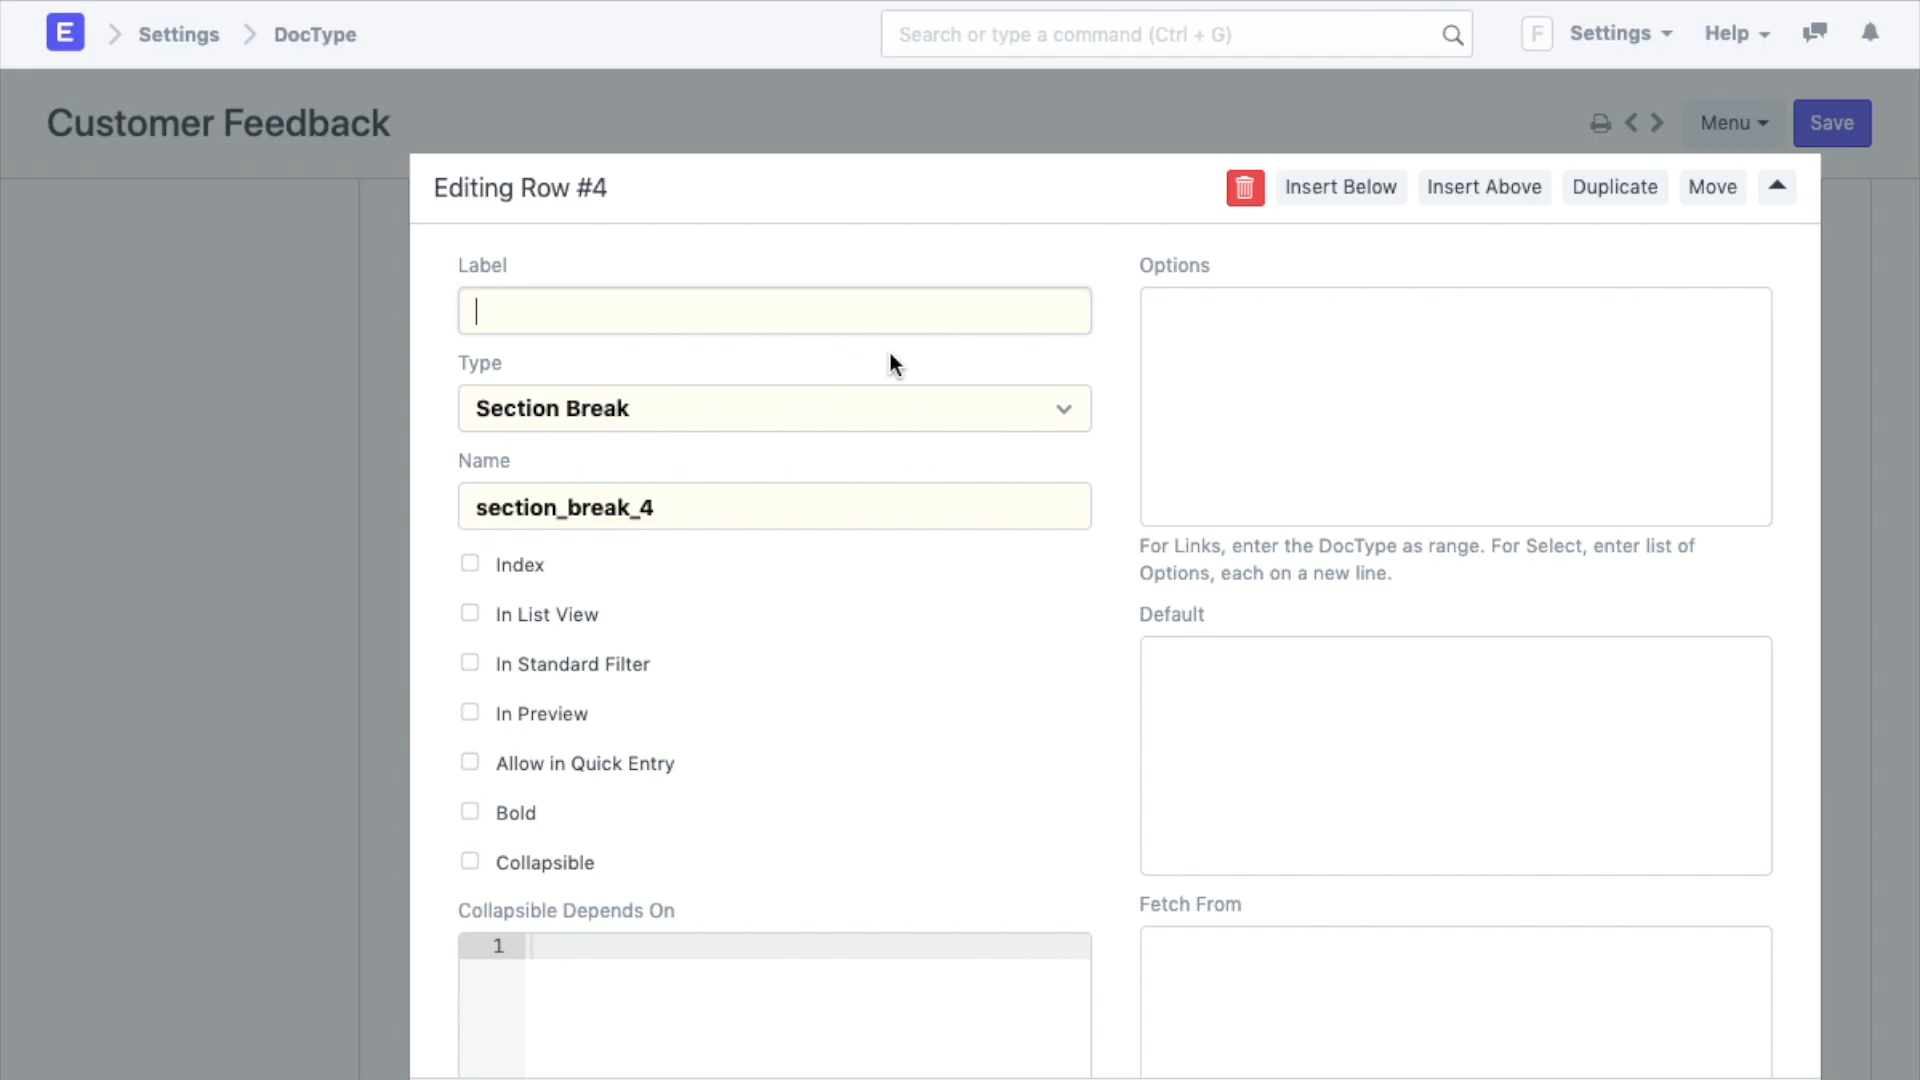 E Settings DocType Search or type a command (Ctrl + G) F Settings Help
Customer Feedback Menu Save
Editing Row #4 Insert Below Insert Above Duplicate Move
Label
Options
Type
Section Break
Name
section_break_4
Index
In List View
In Standard Filter
In Preview
Allow in Quick Entry
Bold
Collapsible
Collapsible Depends On
1
For Links, enter the DocType as range. For Select, enter list of
Options, each on a new line.
Default
Fetch From